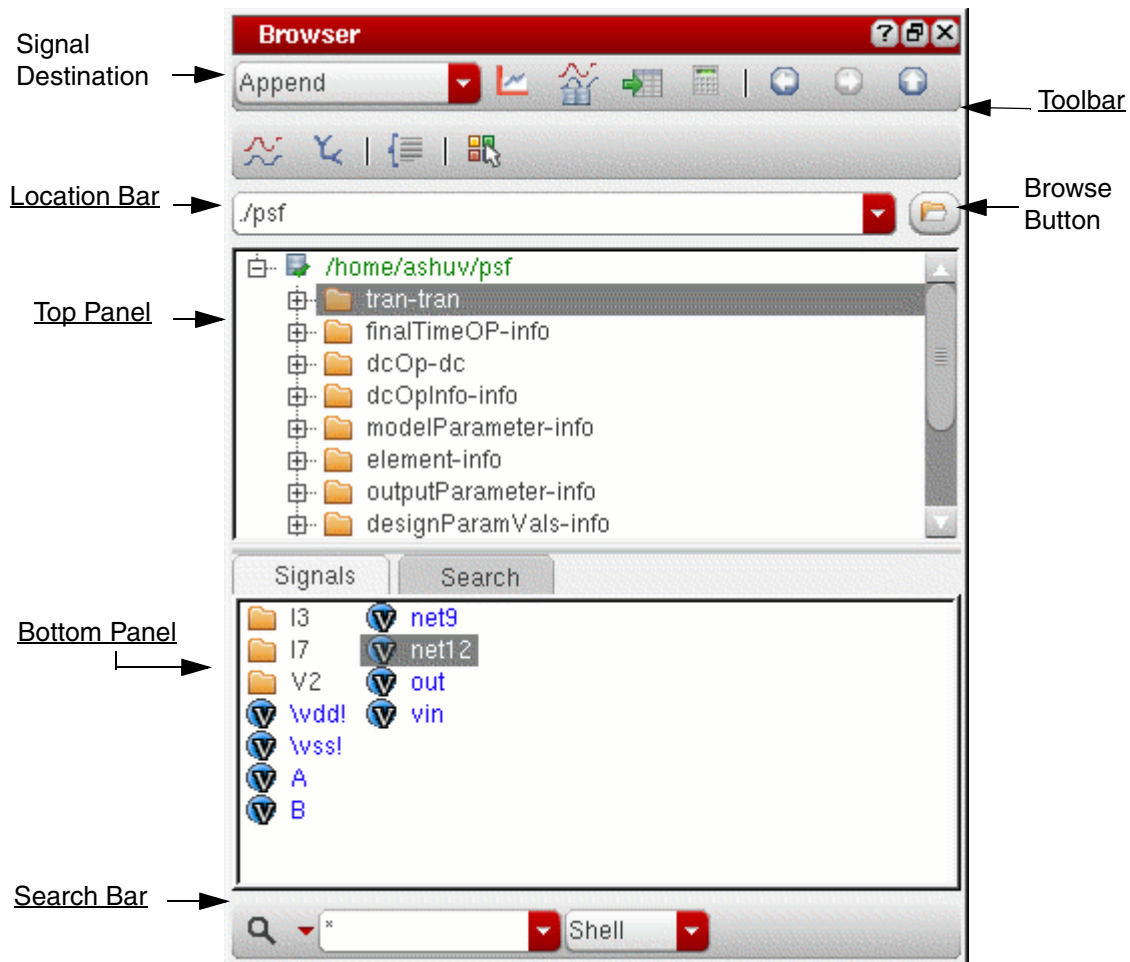 Browser
Signal
Destination
Append
Toolbar
Location Bar
./psf
Browse
Button
/home/ashuv/psf
Top Panel
tran-tran
finalTimeOP-info
dcOp-dc
dcOpInfo-info
modelParameter-info
element-info
outputParameter-info
designParamVals-info
Signals
Search
Bottom Panel
I3
net9
I7
net12
V2
out
\vdd!
vin
\vss!
A
B
Search Bar
*
Shell